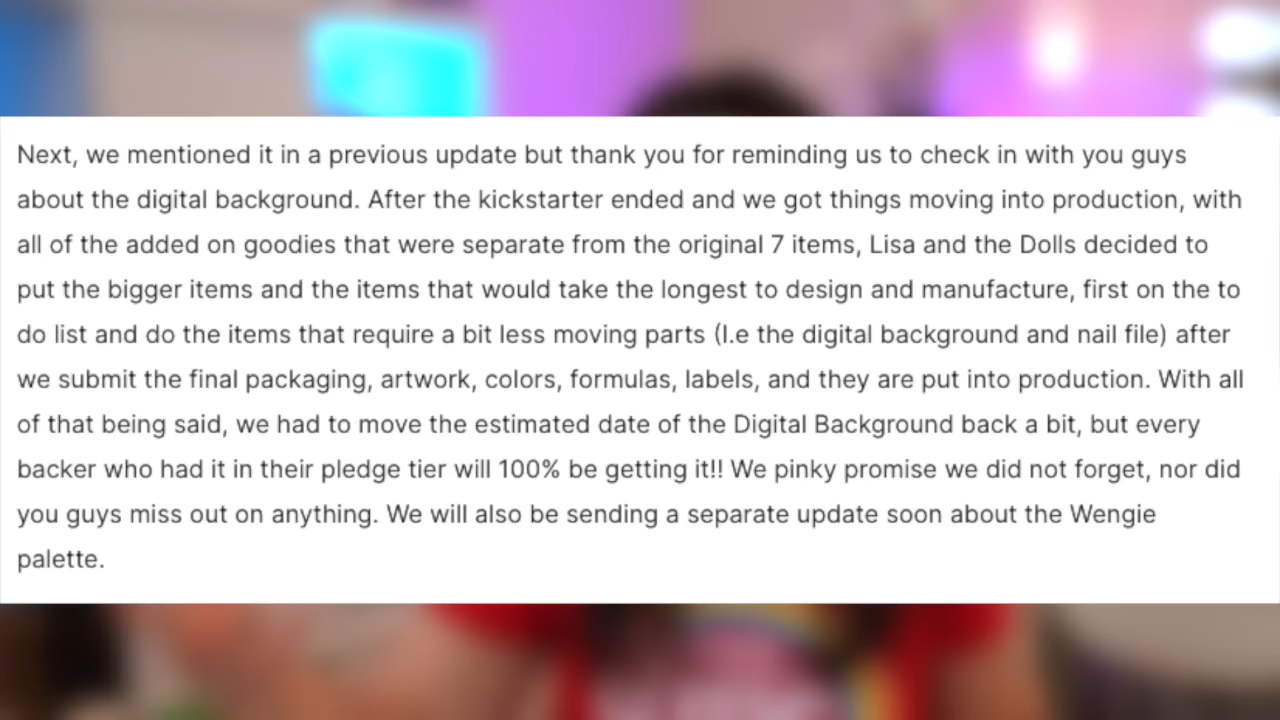 Next, we mentioned it in a previous update but thank you for reminding us to check in with you guys
about the digital background. After the kickstarter ended and we got things moving into production, with
all of the added on goodies that were separate from the original 7 items, Lisa and the Dolls decided to
put the bigger items and the items that would take the longest to design and manufacture, first on the to
do list and do the items that require a bit less moving parts (I.e the digital background and nail file) after
we submit the final packaging, artwork, colors, formulas, labels, and they are put into production. With all
of that being said, we had to move the estimated date of the Digital Background back a bit, but every
backer who had it in their pledge tier will 100% be getting it!! We pinky promise we did not forget, nor did
you guys miss out on anything. We will also be sending a separate update soon about the Wengie
palette.